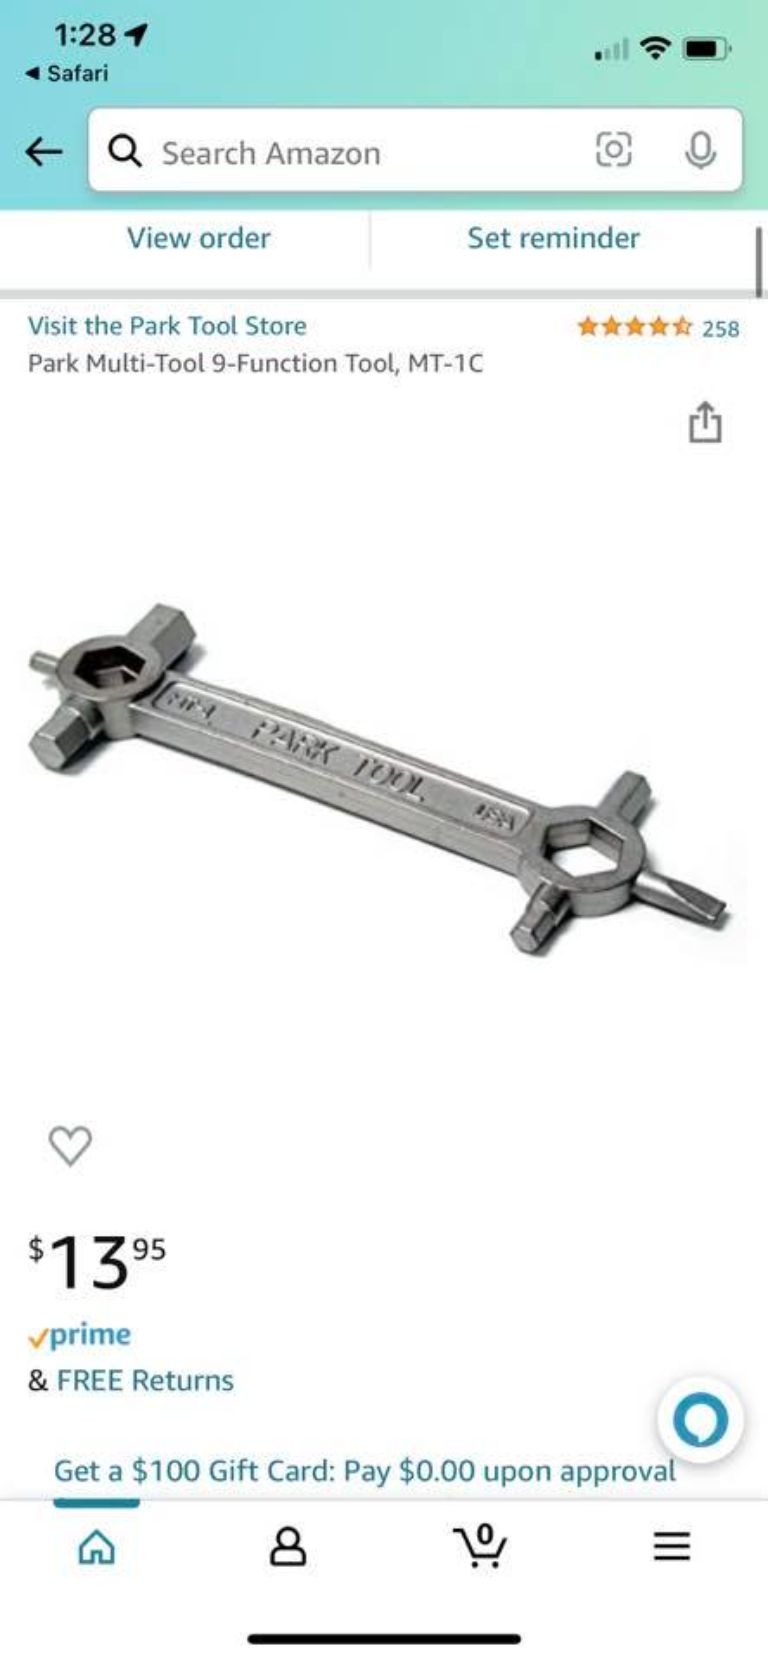 1:28
Safari
Search Amazon
View order
Set reminder
Visit the Park Tool Store
258
Park Multi-Tool 9-Function Tool, MT-1C
MT-1
PARK TOOL
USA
$13 95
prime
& FREE Returns
Get a $100 Gift Card: Pay $0.00 upon approval
0